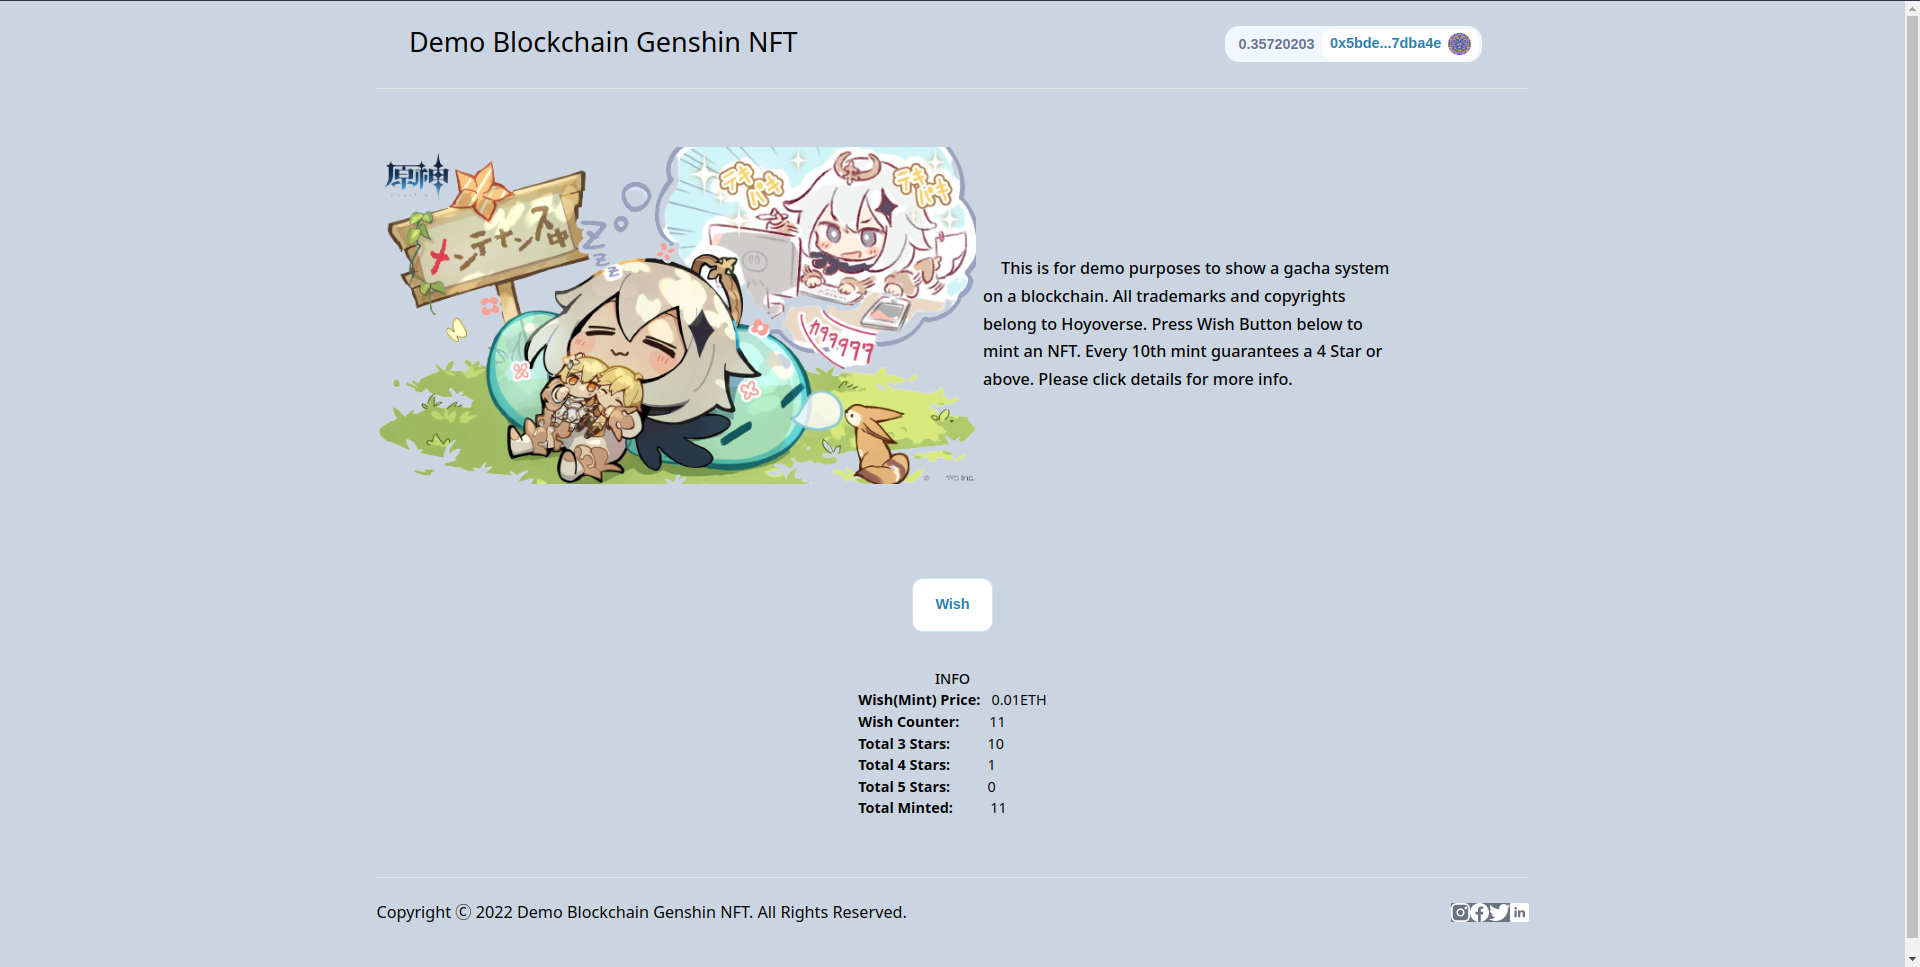 Demo Blockchain Genshin NFT
0.35720203 0x5bde...7dba4e
原神
メンテナンス中
Z
Z
Z
テキパキ
テキパキ
カタタタタ
This is for demo purposes to show a gacha system
on a blockchain. All trademarks and copyrights
belong to Hoyoverse. Press Wish Button below to
mint an NFT. Every 10th mint guarantees a 4 Star or
above. Please click details for more info.
Wish
INFO
Wish(Mint) Price: 0.01ETH
Wish Counter: 11
Total 3 Stars: 10
Total 4 Stars: 1
Total 5 Stars: 0
Total Minted: 11
Copyright Ⓒ 2022 Demo Blockchain Genshin NFT. All Rights Reserved.